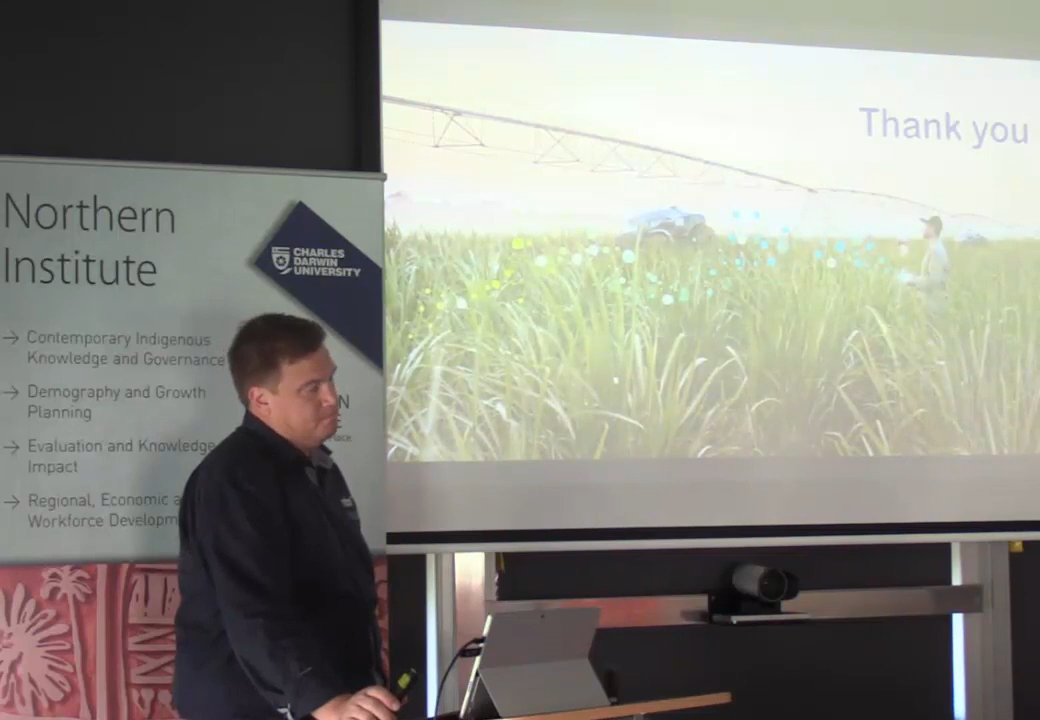 Northern
Institute
CHARLES
DARWIN
UNIVERSITY
→ Contemporary Indigenous
Knowledge and Governance
→ Demography and Growth
Planning
→ Evaluation and Knowledge
Impact
→ Regional, Economic a
Workforce Developm
Thank you